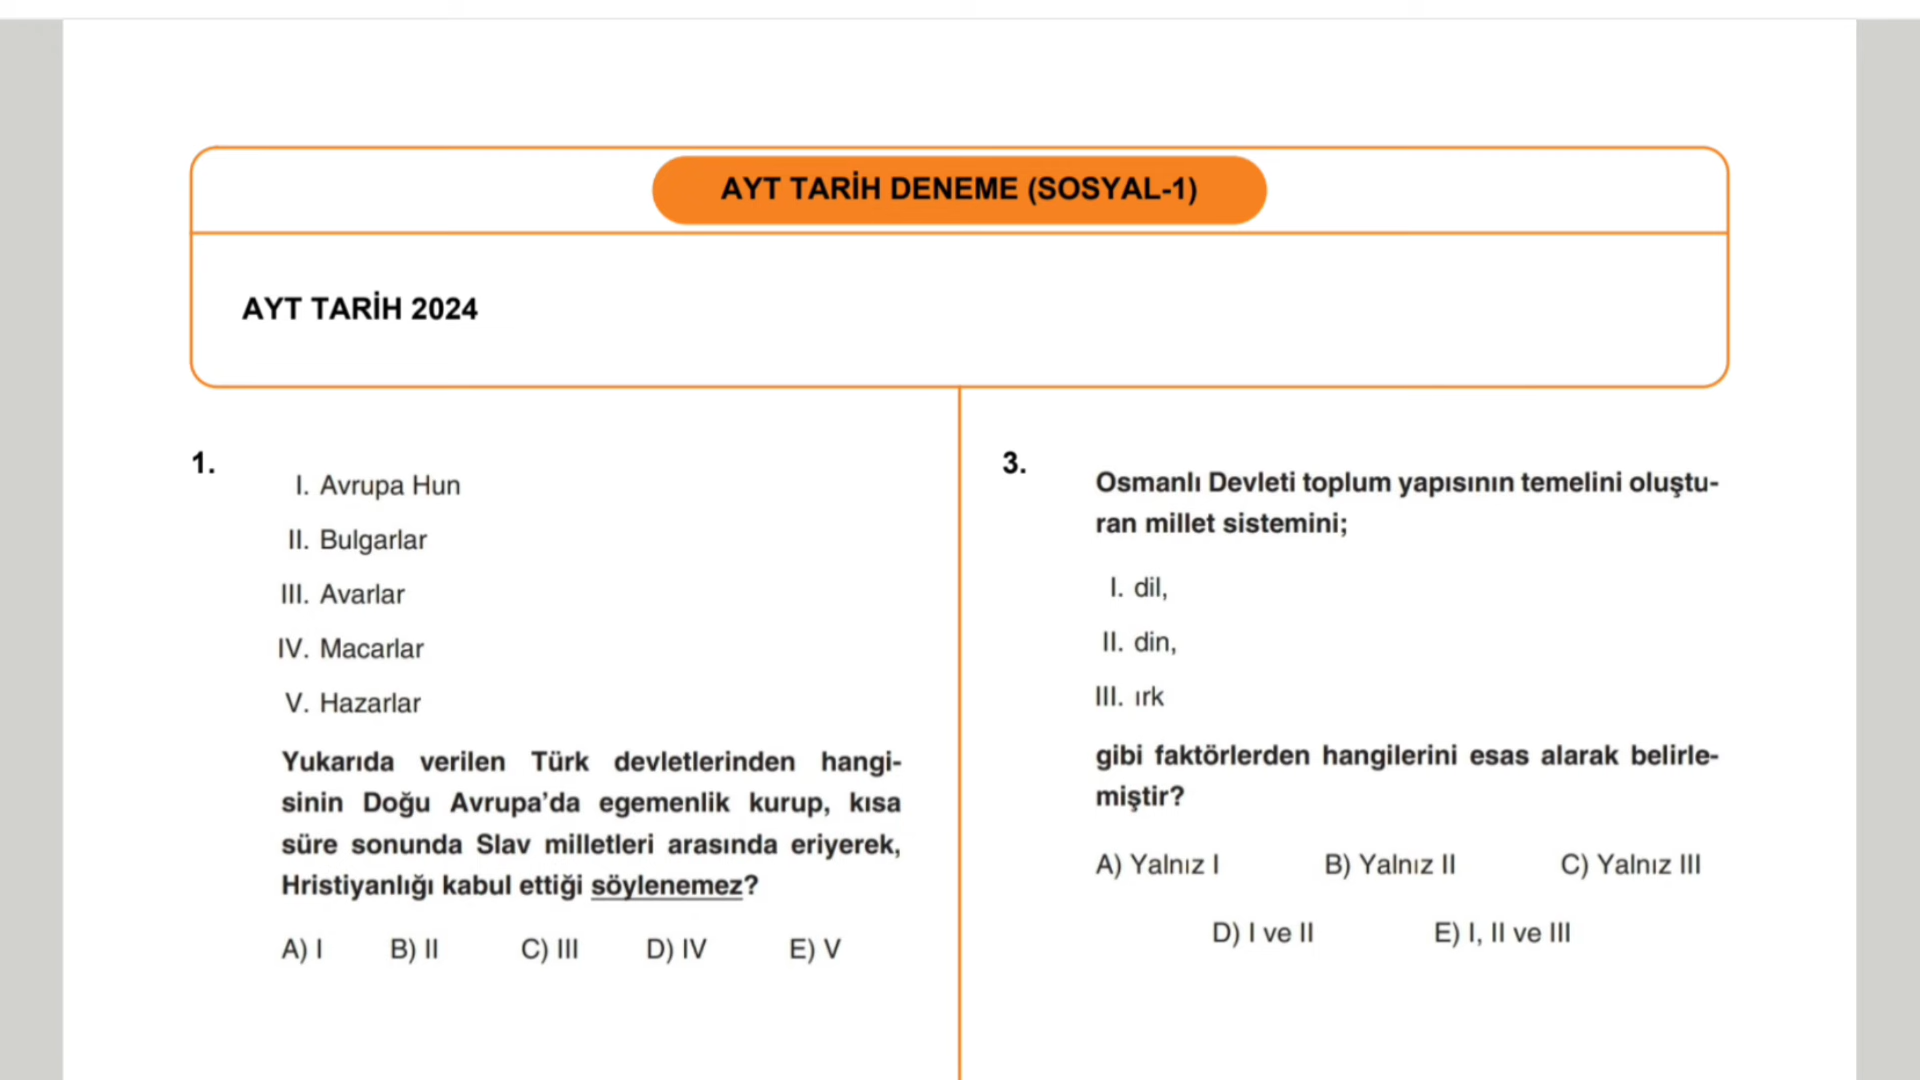 AYT TARİH DENEME (SOSYAL-1)
AYT TARİH 2024
1.
I. Avrupa Hun
II. Bulgarlar
III. Avarlar
IV. Macarlar
V. Hazarlar
Yukarıda verilen Türk devletlerinden hangi-
sinin Doğu Avrupa’da egemenlik kurup, kısa
süre sonunda Slav milletleri arasında eriyerek,
Hristiyanlığı kabul ettiği söylenemez?
A) I B) II C) III D) IV E) V
3.
Osmanlı Devleti toplum yapısının temelini oluştu-
ran millet sistemini;
I. dil,
II. din,
III. ırk
gibi faktörlerden hangilerini esas alarak belirle-
miştir?
A) Yalnız I B) Yalnız II C) Yalnız III
D) I ve II E) I, II ve III